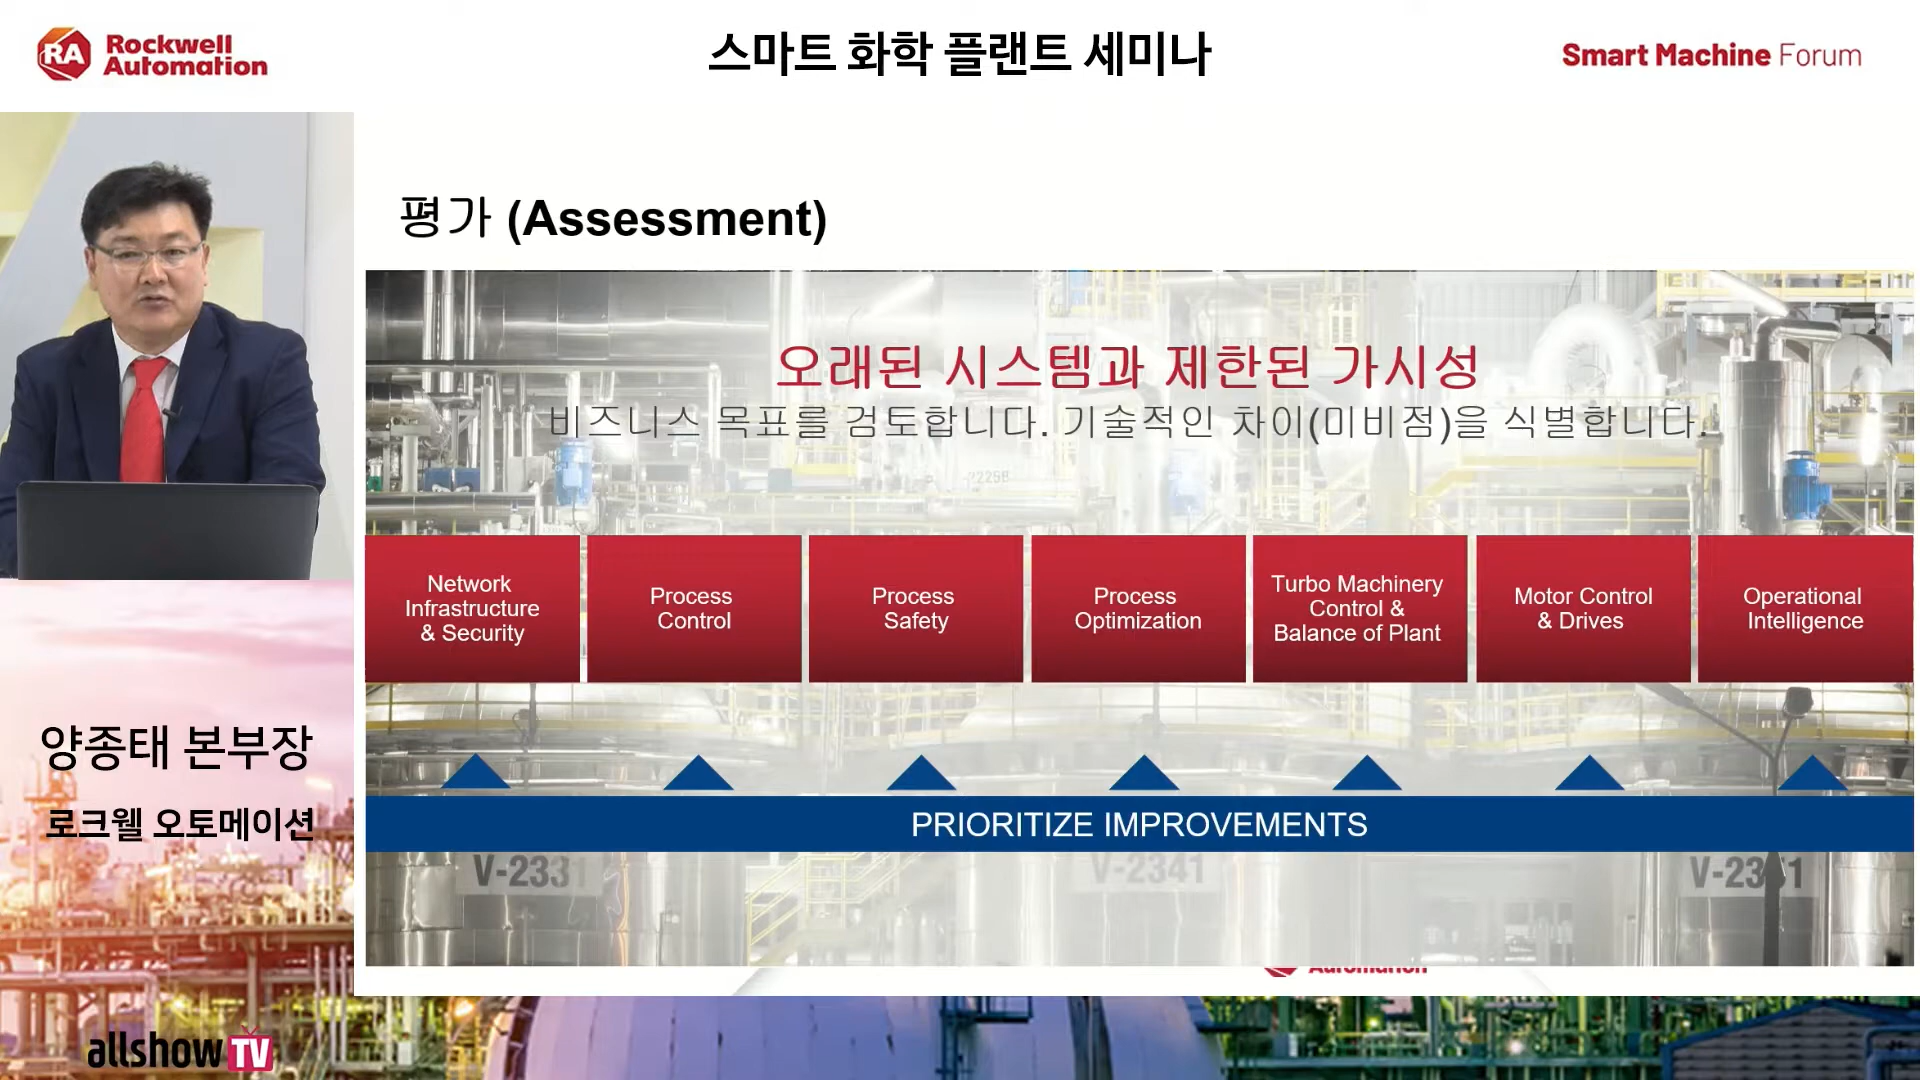 Rockwell
Automation
스마트 화학 플랜트 세미나
Smart Machine Forum
평가 (Assessment)
오래된 시스템과 제한된 가시성
비즈니스 목표를 검토합니다. 기술적인 차이(미비점)을 식별합니다.
2258
Network
Infrastructure
& Security
Process
Control
Process
Safety
Process
Optimization
Turbo Machinery
Control &
Balance of Plant
Motor Control
& Drives
Operational
Intelligence
PRIORITIZE IMPROVEMENTS
V-2331
V-2341
V-2351
양종태 본부장
로크웰 오토메이션
Automation
allshow TV